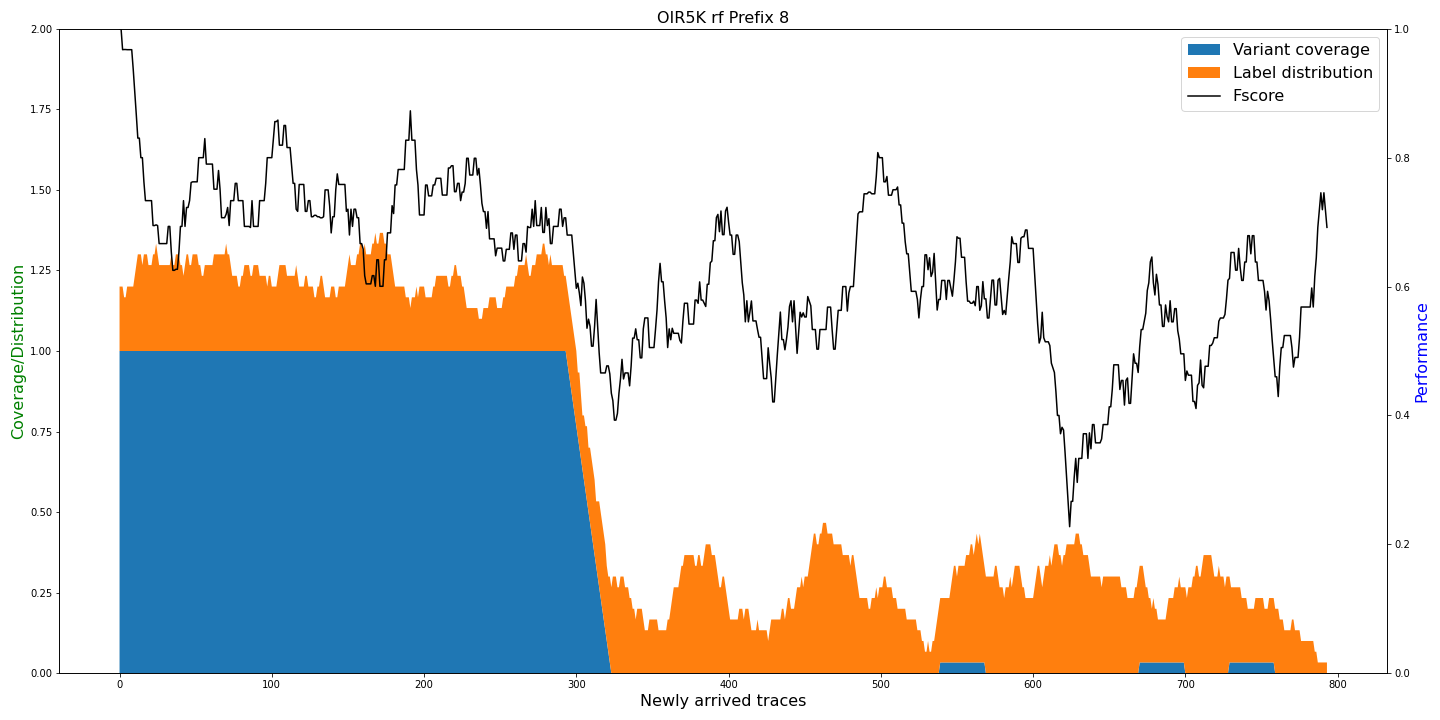 OIR5K rf Prefix 8
Variant coverage
Label distribution
Fscore
Coverage/Distribution
2.00
1.75
1.50
1.25
1.00
0.75
0.50
0.25
0.00
1.0
0.8
0.6
0.4
0.2
0.0
Performance
0 100 200 300 400 500 600 700 800
Newly arrived traces